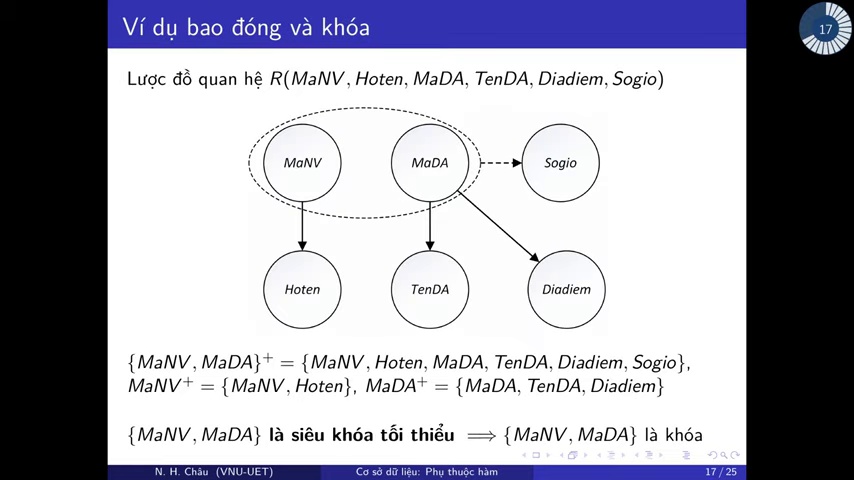 17
Ví dụ bao đóng và khóa
Lược đồ quan hệ R(MaNV, Hoten, MaDA, TenDA, Diadiem, Sogio)
MaNV MaDA Sogio
Hoten TenDA Diadiem
{MaNV, MaDA}⁺ = {MaNV, Hoten, MaDA, TenDA, Diadiem, Sogio},
MaNV⁺ = {MaNV, Hoten}, MaDA⁺ = {MaDA, TenDA, Diadiem}
{MaNV, MaDA} là siêu khóa tối thiểu ⟹ {MaNV, MaDA} là khóa
N. H. Châu (VNU-UET) Cơ sở dữ liệu: Phụ thuộc hàm 17 / 25